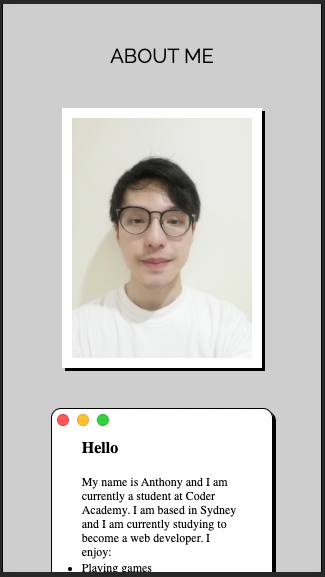 ABOUT ME
Hello
My name is Anthony and I am
currently a student at Coder
Academy. I am based in Sydney
and I am currently studying to
become a web developer. I
enjoy:
• Playing games